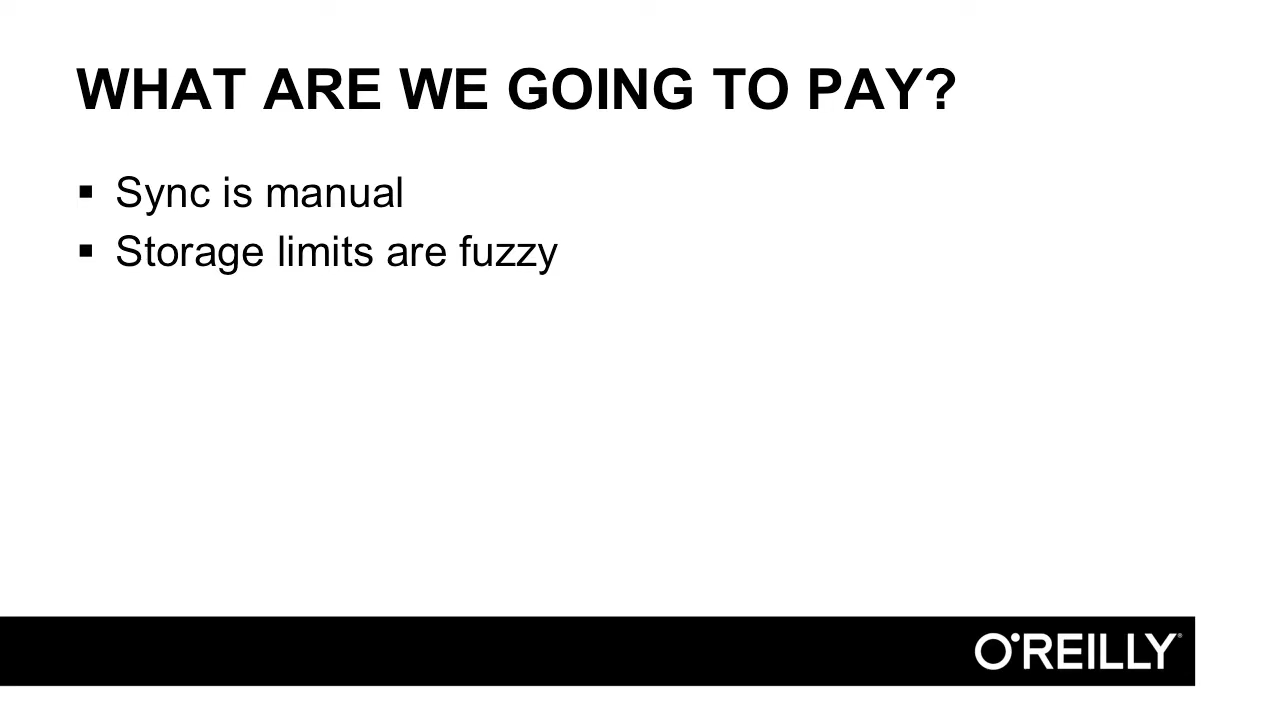 WHAT ARE WE GOING TO PAY?
▪ Sync is manual
▪ Storage limits are fuzzy
O'REILLY®